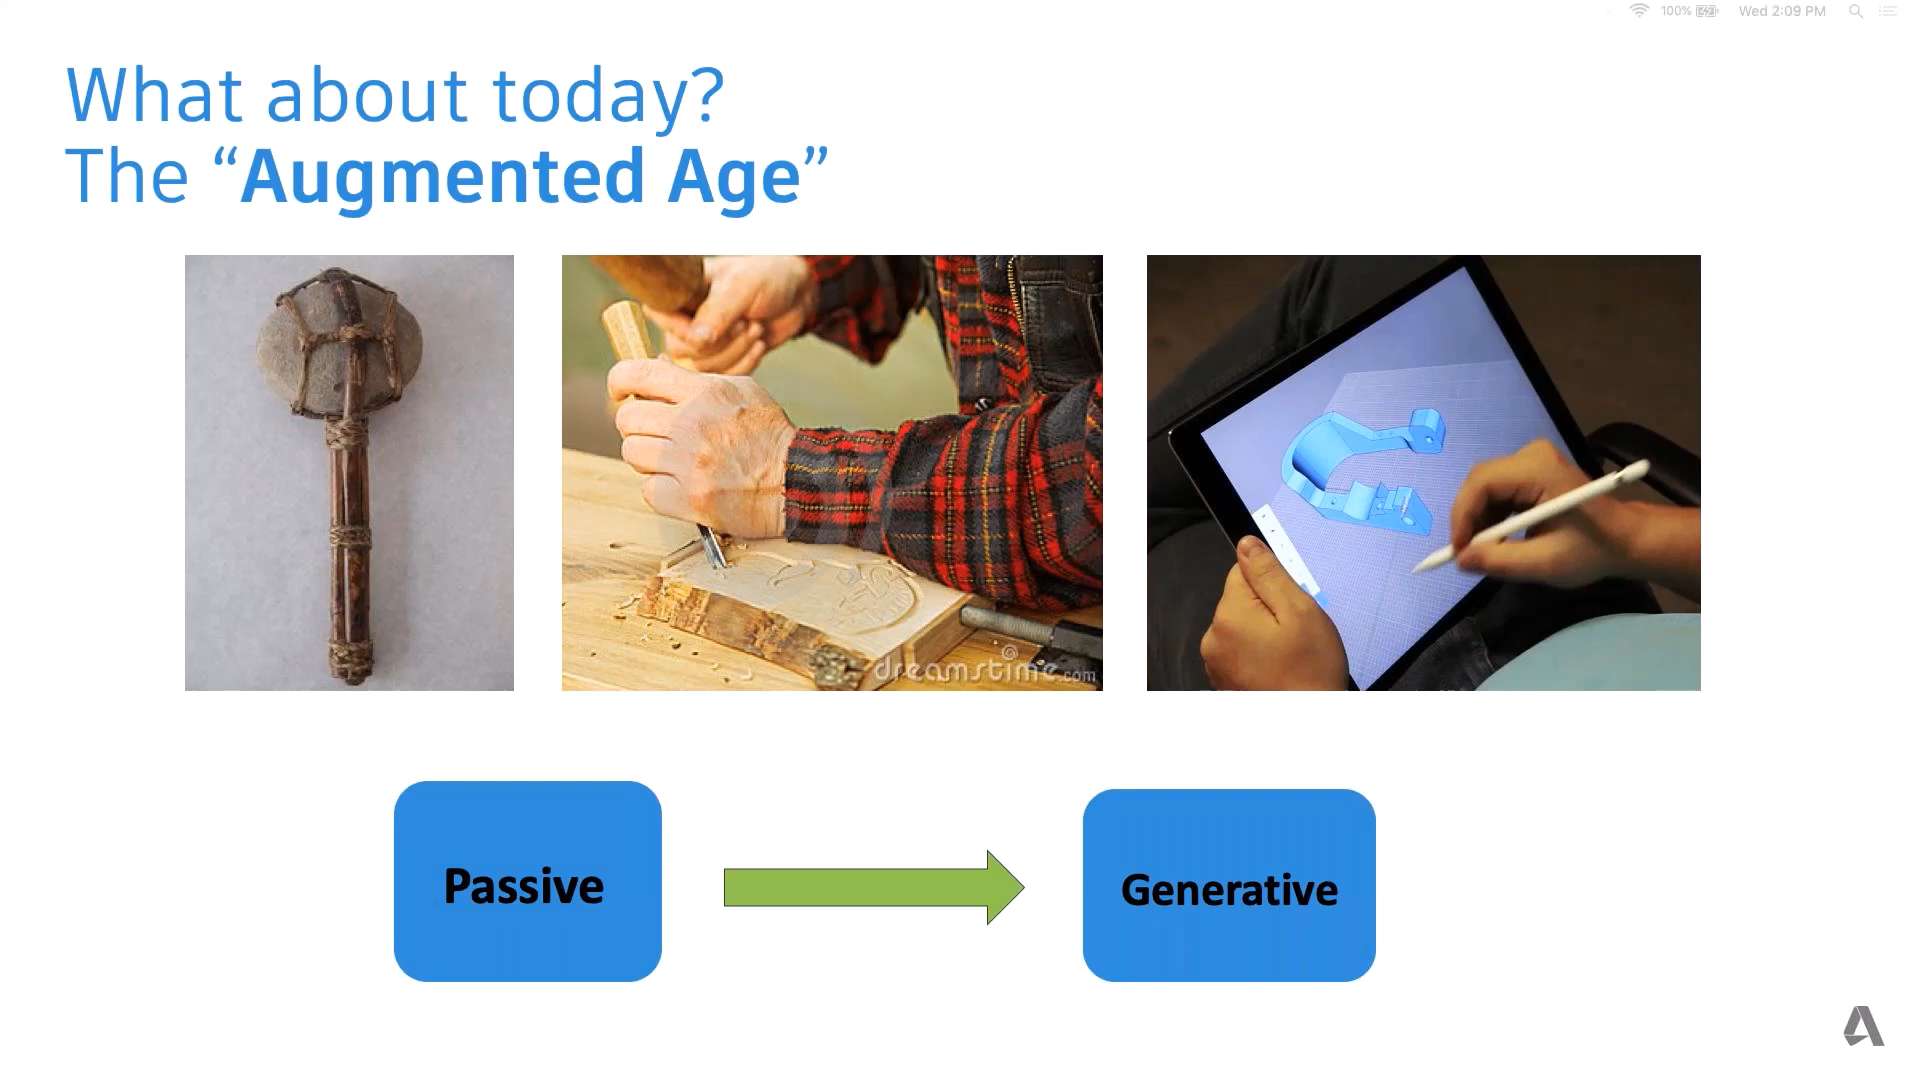 100%
Wed 2:09 PM
What about today?
The “Augmented Age”
dreamstime.com
Passive
Generative